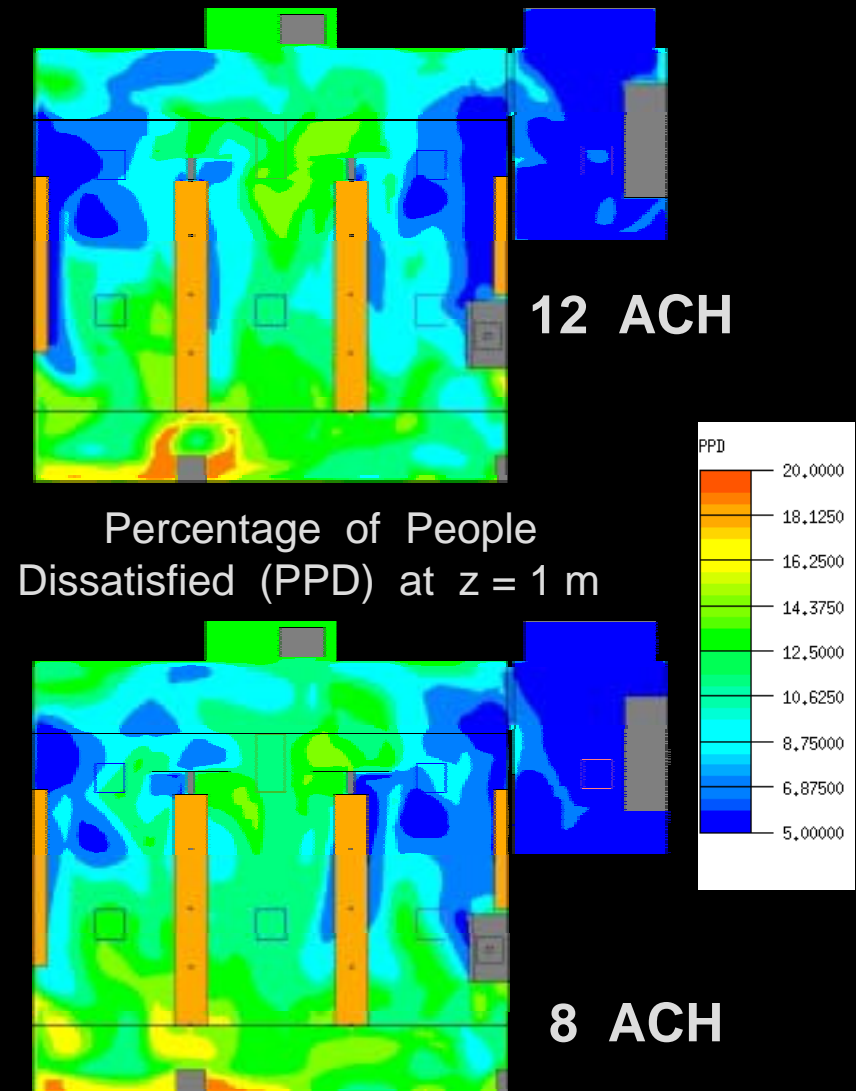 12 ACH
Percentage of People
Dissatisfied (PPD) at z = 1 m
PPD
20.0000
18.1250
16.2500
14.3750
12.5000
10.6250
8.75000
6.87500
5.00000
8 ACH